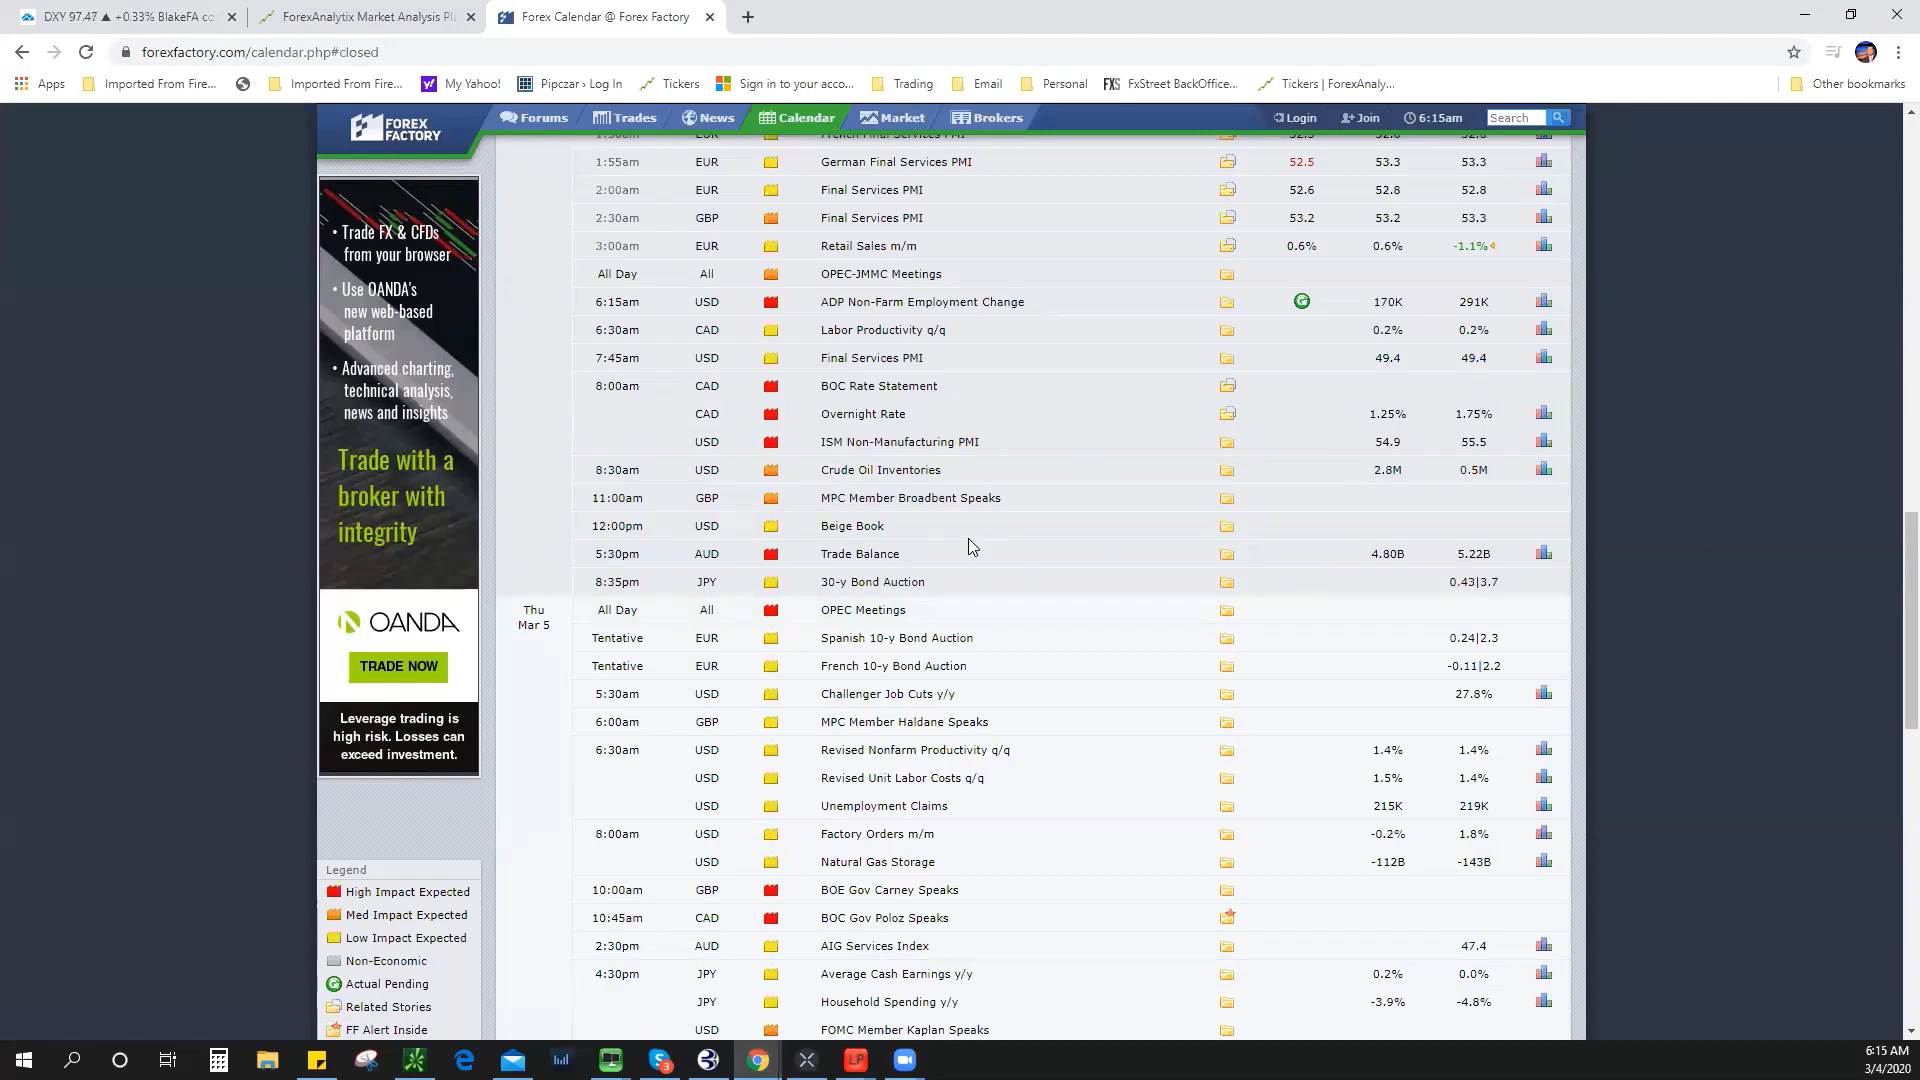 DXY 97.47 ▲ +0.33% BlakeFA co
ForexAnalytix Market Analysis Pl
Forex Calendar @ Forex Factory
forexfactory.com/calendar.php#closed
Apps
Imported From Fire...
Imported From Fire...
My Yahoo!
Pipczar › Log In
Tickers
Sign in to your acco...
Trading
Email
Personal
FXS FxStreet BackOffice...
Tickers | ForexAnaly...
Other bookmarks
FOREX FACTORY
Forums
Trades
News
Calendar
Market
Brokers
Login
Join
6:15am
Search
1:50am EUR French Final Services PMI 52.5 52.6 52.6
1:55am EUR German Final Services PMI 52.5 53.3 53.3
2:00am EUR Final Services PMI 52.6 52.8 52.8
2:30am GBP Final Services PMI 53.2 53.2 53.3
3:00am EUR Retail Sales m/m 0.6% 0.6% -1.1%
All Day All OPEC-JMMC Meetings
6:15am USD ADP Non-Farm Employment Change 170K 291K
6:30am CAD Labor Productivity q/q 0.2% 0.2%
7:45am USD Final Services PMI 49.4 49.4
8:00am CAD BOC Rate Statement
CAD Overnight Rate 1.25% 1.75%
USD ISM Non-Manufacturing PMI 54.9 55.5
8:30am USD Crude Oil Inventories 2.8M 0.5M
11:00am GBP MPC Member Broadbent Speaks
12:00pm USD Beige Book
5:30pm AUD Trade Balance 4.80B 5.22B
8:35pm JPY 30-y Bond Auction 0.43|3.7
Thu Mar 5 All Day All OPEC Meetings
Tentative EUR Spanish 10-y Bond Auction 0.24|2.3
Tentative EUR French 10-y Bond Auction -0.11|2.2
5:30am USD Challenger Job Cuts y/y 27.8%
6:00am GBP MPC Member Haldane Speaks
6:30am USD Revised Nonfarm Productivity q/q 1.4% 1.4%
USD Revised Unit Labor Costs q/q 1.5% 1.4%
USD Unemployment Claims 215K 219K
8:00am USD Factory Orders m/m -0.2% 1.8%
USD Natural Gas Storage -112B -143B
10:00am GBP BOE Gov Carney Speaks
10:45am CAD BOC Gov Poloz Speaks
2:30pm AUD AIG Services Index 47.4
4:30pm JPY Average Cash Earnings y/y 0.2% 0.0%
JPY Household Spending y/y -3.9% -4.8%
USD FOMC Member Kaplan Speaks
• Trade FX & CFDs
from your browser
• Use OANDA's
new web-based
platform
• Advanced charting,
technical analysis,
news and insights
Trade with a
broker with
integrity
OANDA
TRADE NOW
Leverage trading is
high risk. Losses can
exceed investment.
Legend
High Impact Expected
Med Impact Expected
Low Impact Expected
Non-Economic
Actual Pending
Related Stories
FF Alert Inside
3
LP
6:15 AM
3/4/2020